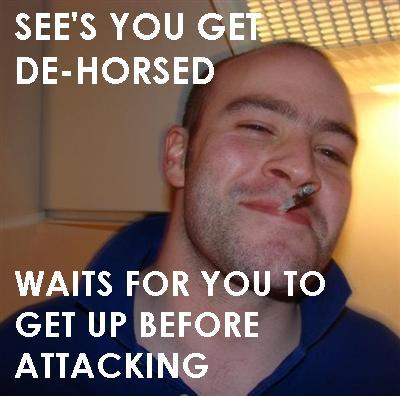 SEE'S YOU GET
DE-HORSED
WAITS FOR YOU TO
GET UP BEFORE
ATTACKING